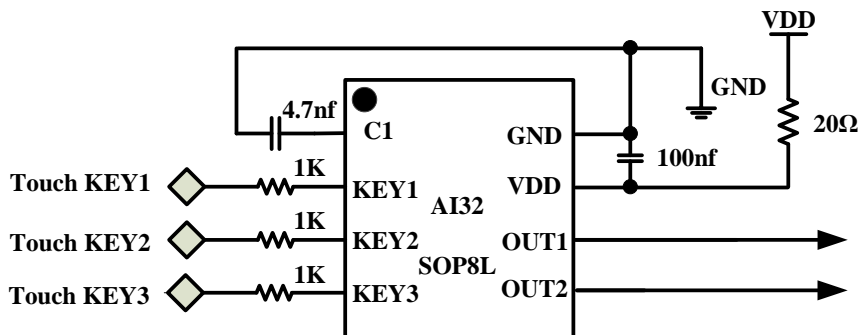 VDD
4.7nf
GND
20Ω
C1
GND
100nf
Touch KEY1
1K
KEY1
VDD
AI32
Touch KEY2
1K
KEY2
OUT1
SOP8L
Touch KEY3
1K
KEY3
OUT2